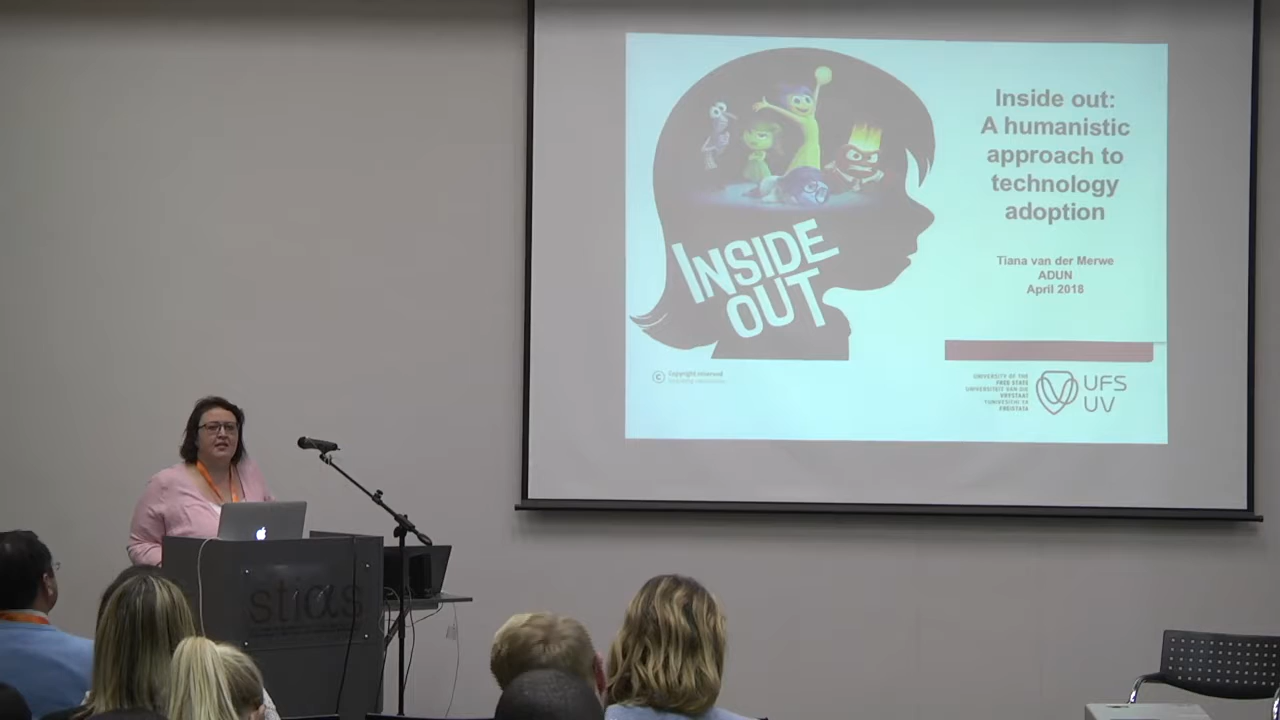 Inside out:
A humanistic
approach to
technology
adoption
Tiana van der Merwe
ADUN
April 2018
INSIDE
OUT
©
UNIVERSITY OF THE
FREE STATE
UNIVERSITEIT VAN DIE
VRYSTAAT
YUNIVESITHI YA
FREISTATA
UFS
UV
stias